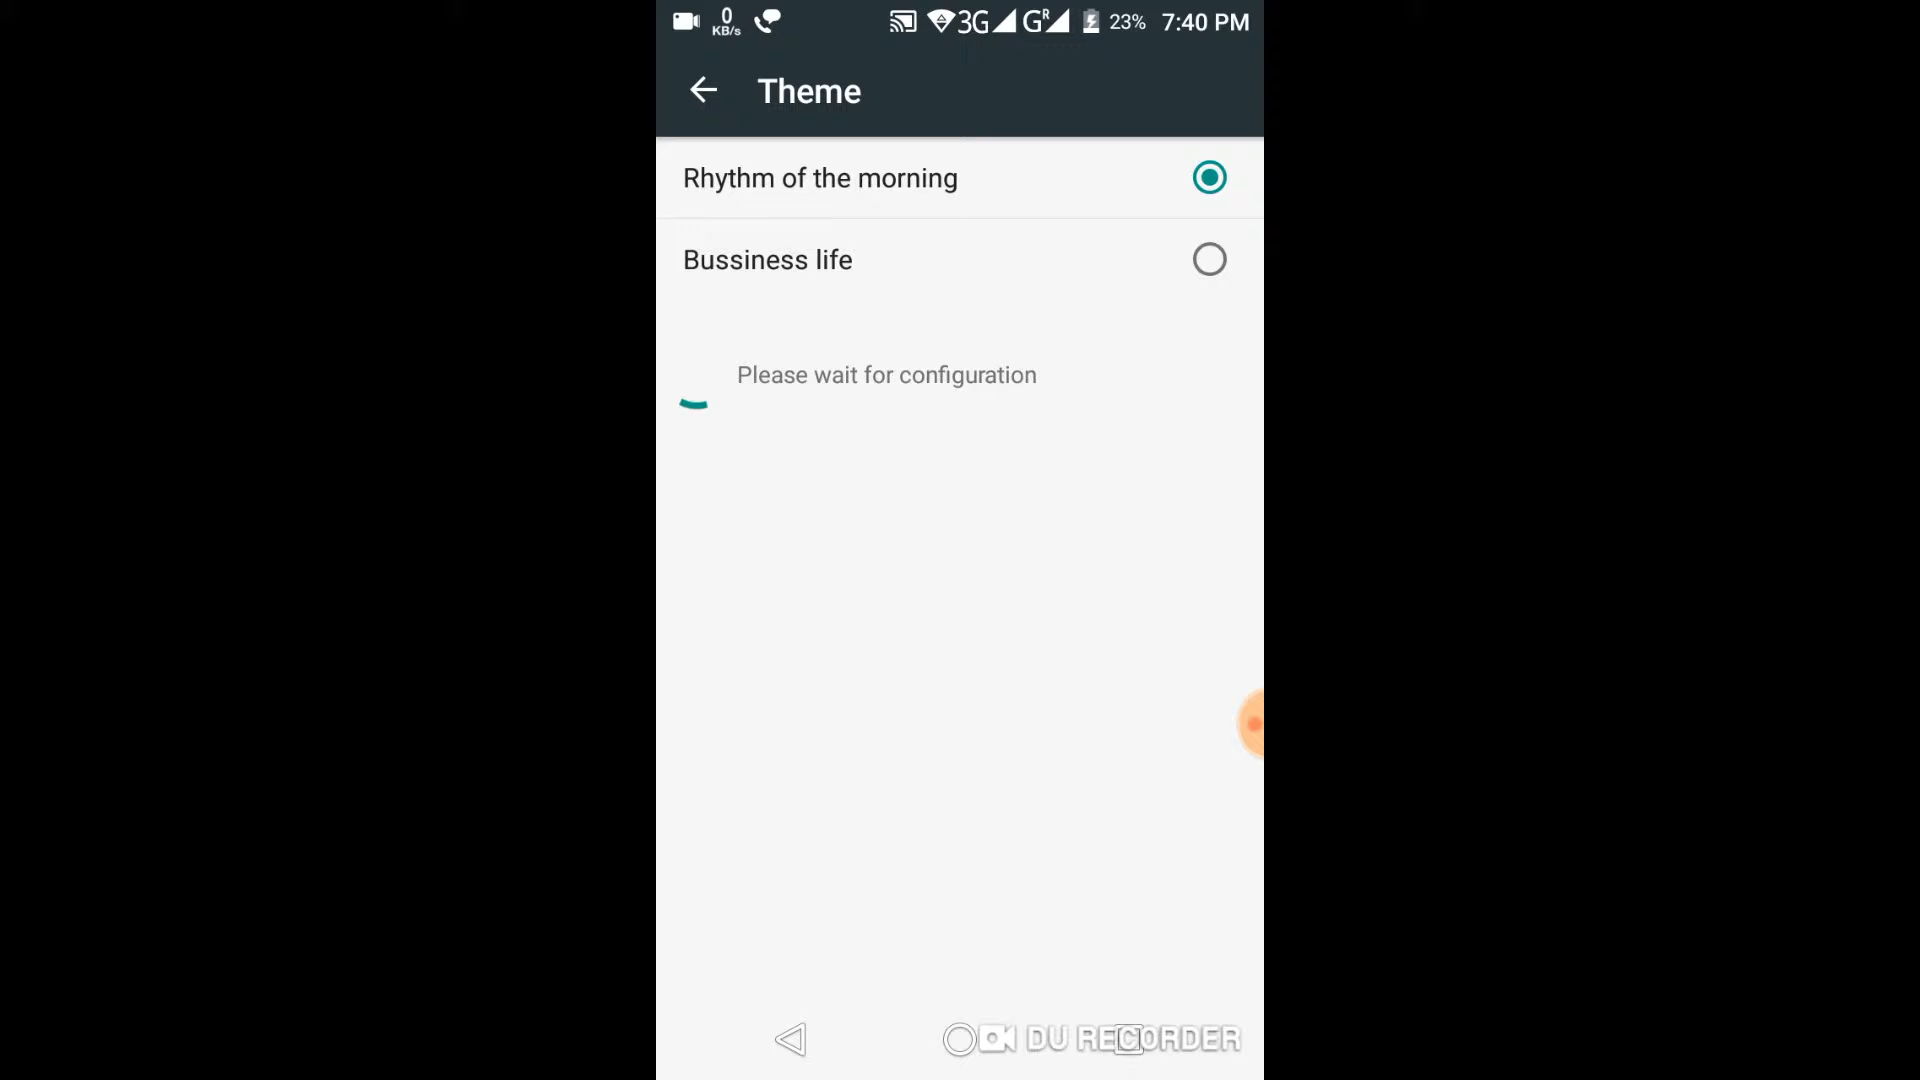 0 KB/s 3G GR 23% 7:40 PM
Theme
Rhythm of the morning
Bussiness life
Please wait for configuration
DU RECORDER